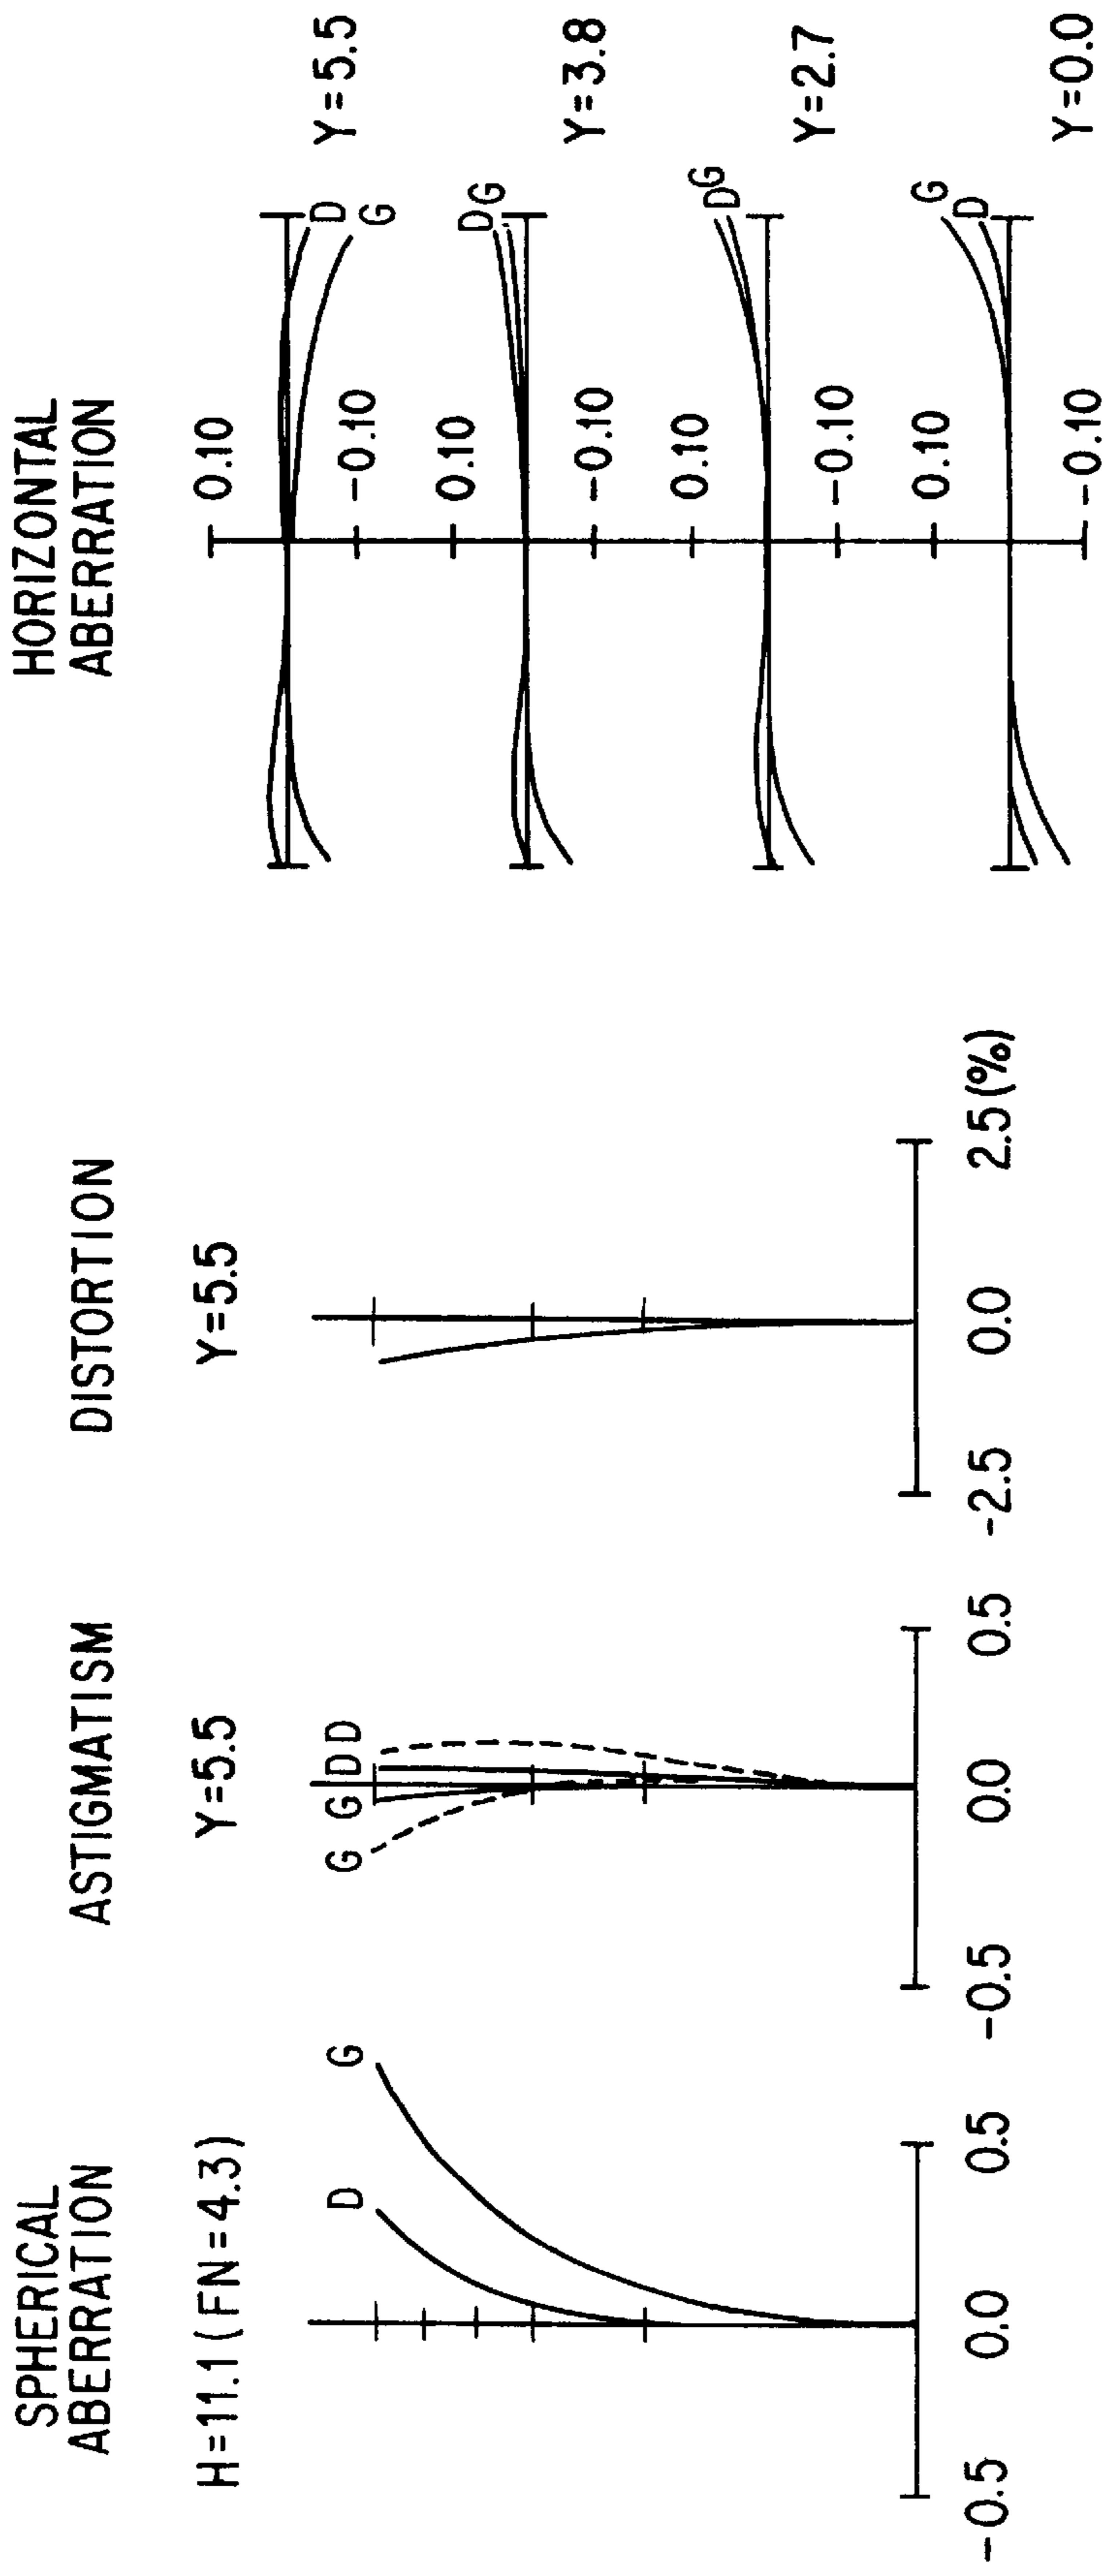 SPHERICAL
ABERRATION
H=11.1 (FN=4.3)
D
G
-0.5
0.0
0.5
ASTIGMATISM
Y=5.5
G
G
D
D
-0.5
0.0
0.5
DISTORTION
Y=5.5
-2.5
0.0
2.5 (%)
HORIZONTAL
ABERRATION
0.10
D
G
Y=5.5
-0.10
0.10
D
G
Y=3.8
-0.10
0.10
D
G
Y=2.7
-0.10
0.10
G
D
Y=0.0
-0.10